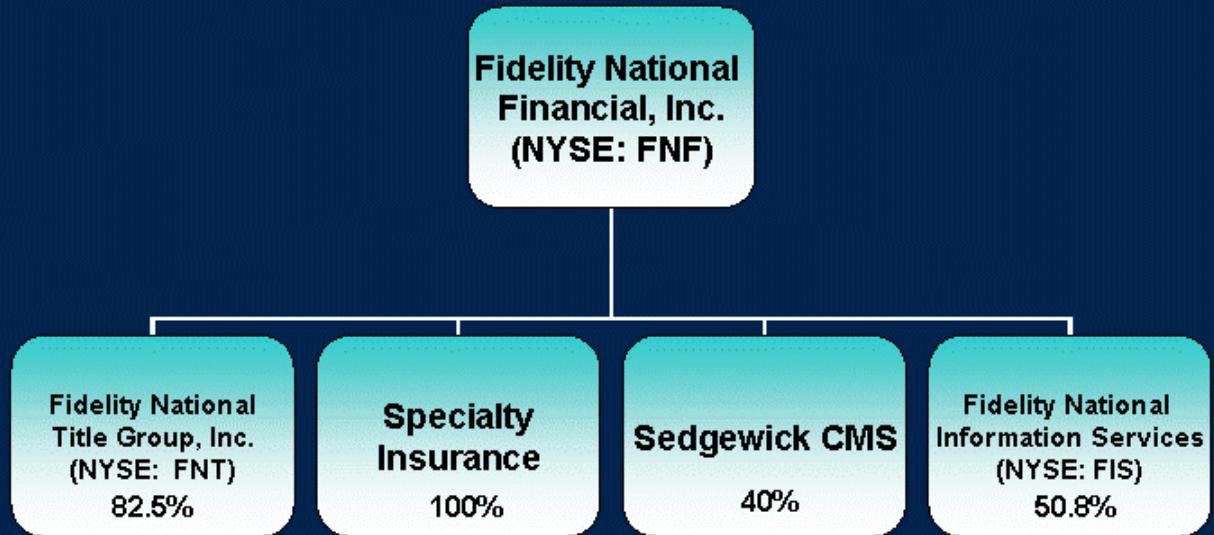 Fidelity National
Financial, Inc.
(NYSE: FNF)
Fidelity National
Title Group, Inc.
(NYSE: FNT)
82.5%
Specialty
Insurance
100%
Sedgewick CMS
40%
Fidelity National
Information Services
(NYSE: FIS)
50.8%